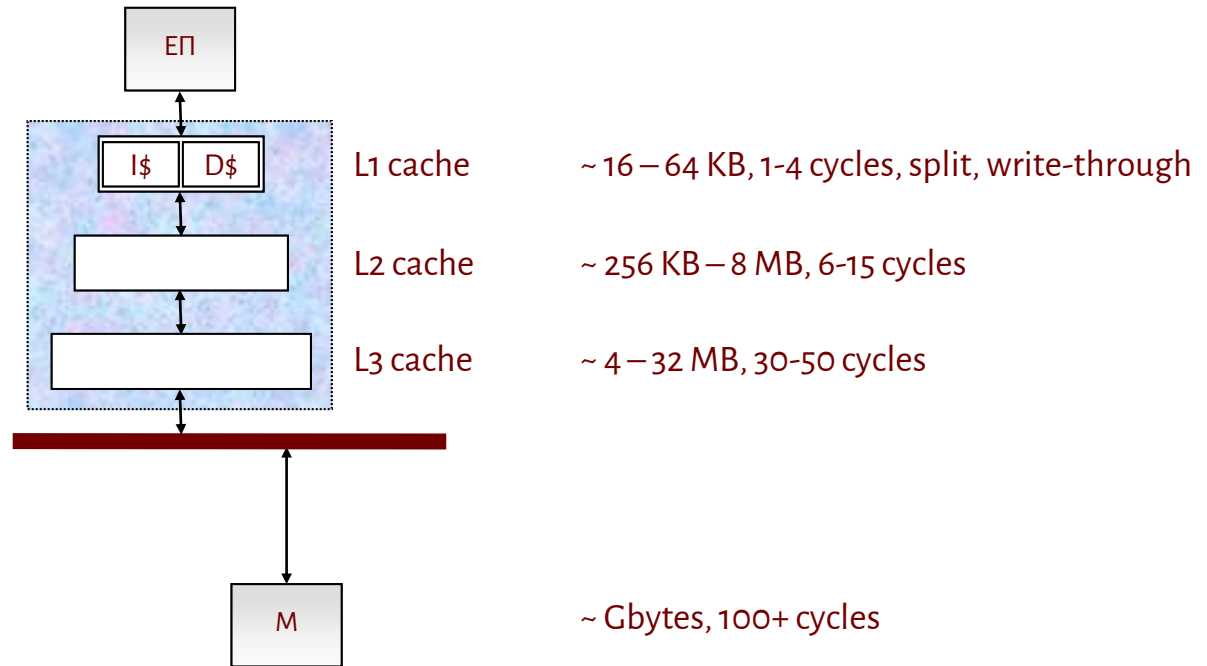 ΕΠ
I$ D$ L1 cache ~ 16 – 64 KB, 1-4 cycles, split, write-through
L2 cache ~ 256 KB – 8 MB, 6-15 cycles
L3 cache ~ 4 – 32 MB, 30-50 cycles
M ~ Gbytes, 100+ cycles